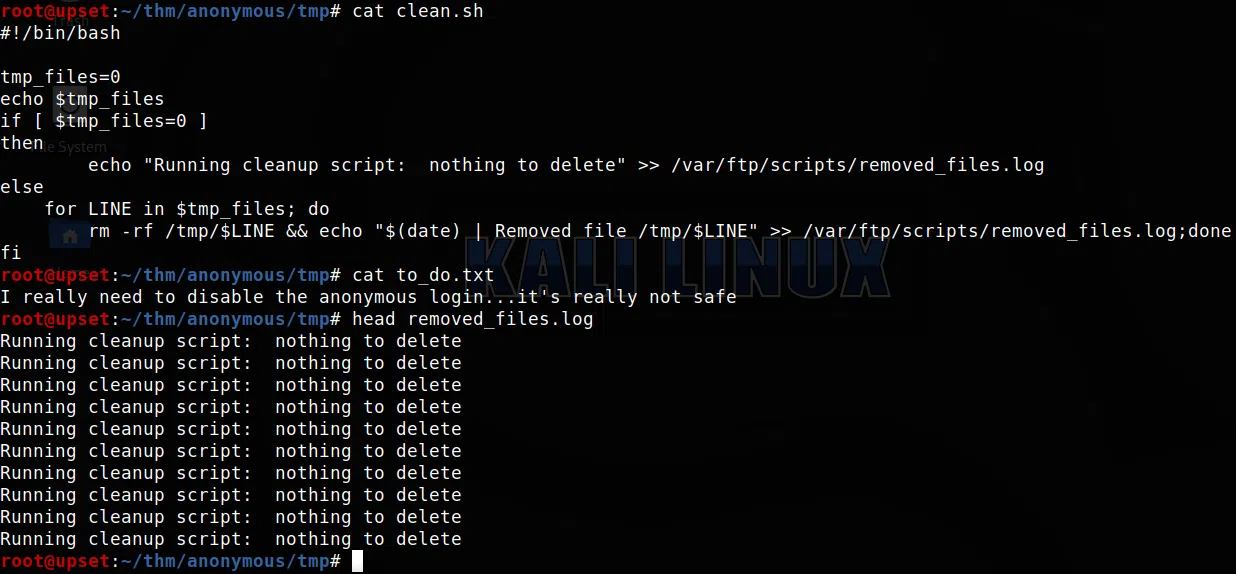 root@upset:~/thm/anonymous/tmp# cat clean.sh
#!/bin/bash

tmp_files=0
echo $tmp_files
if [ $tmp_files=0 ]
then
        echo "Running cleanup script:  nothing to delete" >> /var/ftp/scripts/removed_files.log
else
    for LINE in $tmp_files; do
        rm -rf /tmp/$LINE && echo "$(date) | Removed file /tmp/$LINE" >> /var/ftp/scripts/removed_files.log;done
fi
root@upset:~/thm/anonymous/tmp# cat to_do.txt
I really need to disable the anonymous login...it's really not safe
root@upset:~/thm/anonymous/tmp# head removed_files.log
Running cleanup script:  nothing to delete
Running cleanup script:  nothing to delete
Running cleanup script:  nothing to delete
Running cleanup script:  nothing to delete
Running cleanup script:  nothing to delete
Running cleanup script:  nothing to delete
Running cleanup script:  nothing to delete
Running cleanup script:  nothing to delete
Running cleanup script:  nothing to delete
Running cleanup script:  nothing to delete
root@upset:~/thm/anonymous/tmp#
System
KALI LINUX